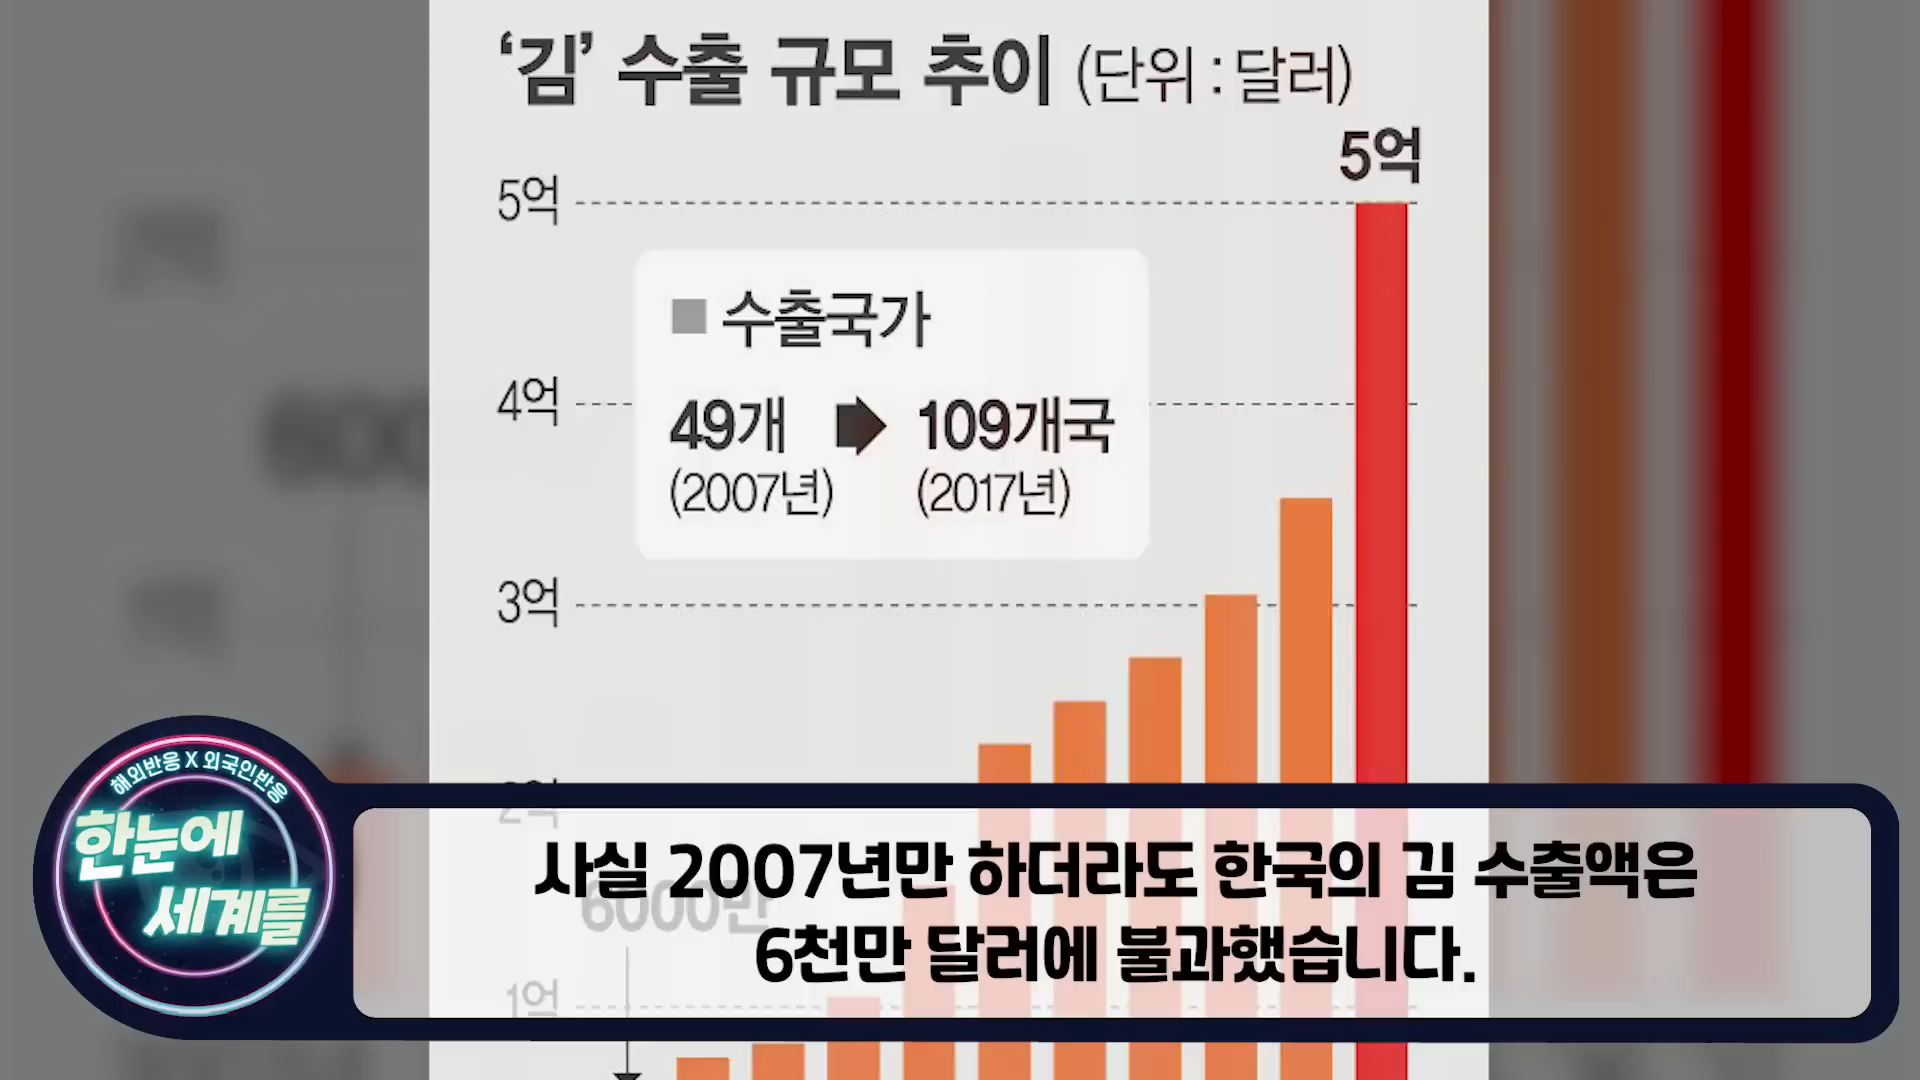 ‘김’ 수출 규모 추이 (단위 : 달러)
5억
5억
■ 수출국가
4억
49개 109개국
(2007년) (2017년)
3억
2억
6000만
1억
해외반응 X 외국인반응
한눈에
세계를
사실 2007년만 하더라도 한국의 김 수출액은
6천만 달러에 불과했습니다.